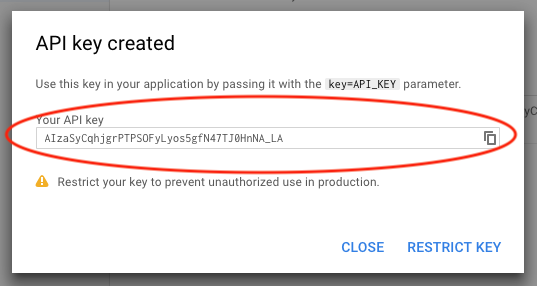 API key created
Use this key in your application by passing it with the key=API_KEY parameter.
Your API key
AIzaSyCqhjgrPTPSOFyLyos5gfN47TJ0HnNA_LA
Restrict your key to prevent unauthorized use in production.
CLOSE RESTRICT KEY